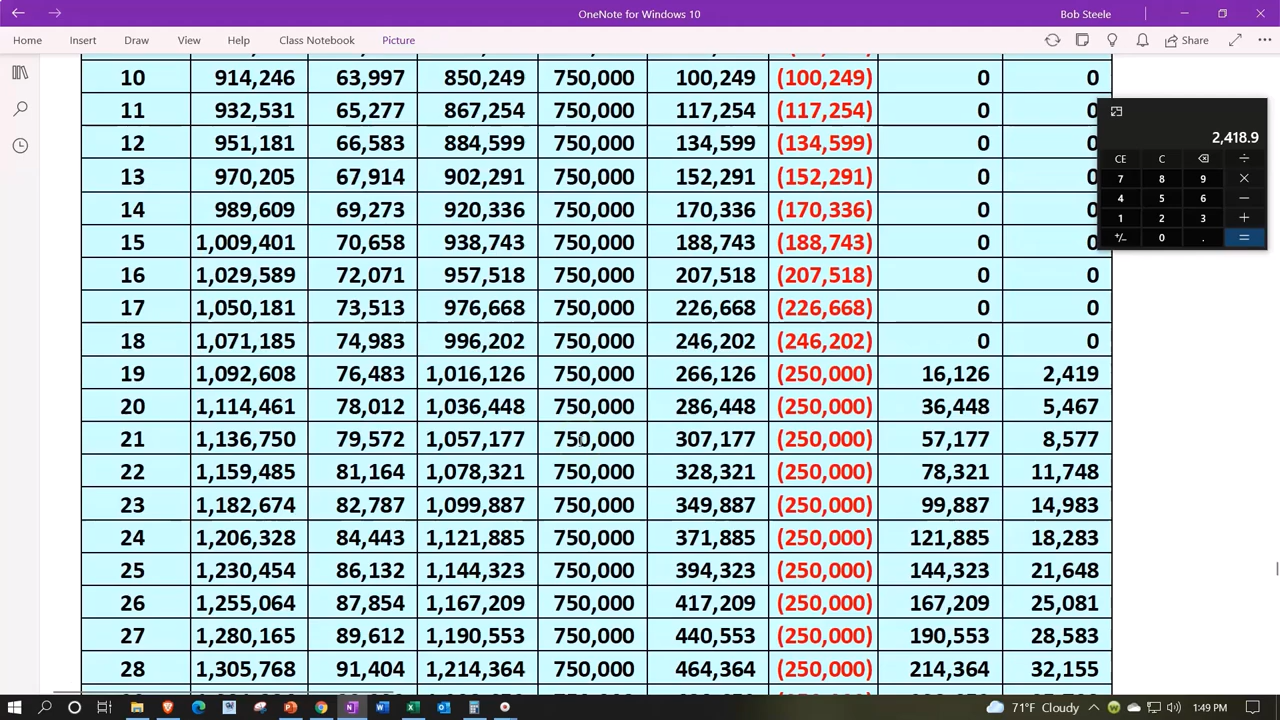 OneNote for Windows 10
Bob Steele
Home Insert Draw View Help Class Notebook Picture Share
10 914,246 63,997 850,249 750,000 100,249 (100,249) 0 0
11 932,531 65,277 867,254 750,000 117,254 (117,254) 0 0
12 951,181 66,583 884,599 750,000 134,599 (134,599) 0 0
13 970,205 67,914 902,291 750,000 152,291 (152,291) 0 0
14 989,609 69,273 920,336 750,000 170,336 (170,336) 0 0
15 1,009,401 70,658 938,743 750,000 188,743 (188,743) 0 0
16 1,029,589 72,071 957,518 750,000 207,518 (207,518) 0 0
17 1,050,181 73,513 976,668 750,000 226,668 (226,668) 0 0
18 1,071,185 74,983 996,202 750,000 246,202 (246,202) 0 0
19 1,092,608 76,483 1,016,126 750,000 266,126 (250,000) 16,126 2,419
20 1,114,461 78,012 1,036,448 750,000 286,448 (250,000) 36,448 5,467
21 1,136,750 79,572 1,057,177 750,000 307,177 (250,000) 57,177 8,577
22 1,159,485 81,164 1,078,321 750,000 328,321 (250,000) 78,321 11,748
23 1,182,674 82,787 1,099,887 750,000 349,887 (250,000) 99,887 14,983
24 1,206,328 84,443 1,121,885 750,000 371,885 (250,000) 121,885 18,283
25 1,230,454 86,132 1,144,323 750,000 394,323 (250,000) 144,323 21,648
26 1,255,064 87,854 1,167,209 750,000 417,209 (250,000) 167,209 25,081
27 1,280,165 89,612 1,190,553 750,000 440,553 (250,000) 190,553 28,583
28 1,305,768 91,404 1,214,364 750,000 464,364 (250,000) 214,364 32,155
2,418.9
CE C ÷
7 8 9 ×
4 5 6 −
1 2 3 +
+/− 0 . =
71°F Cloudy 1:49 PM